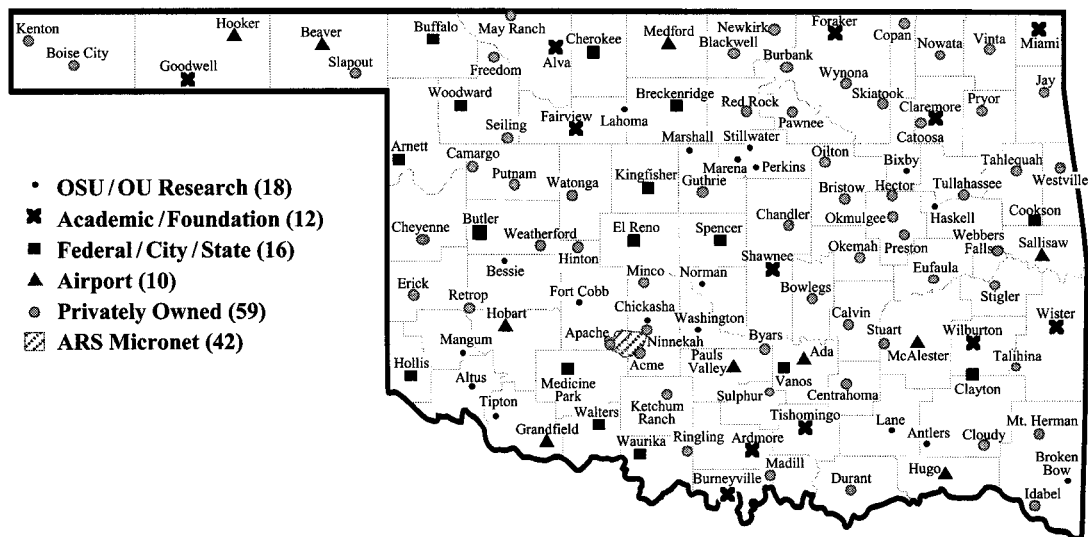 Kenton
Boise City
Goodwell
Hooker
Beaver
Slapout
Buffalo
May Ranch
Freedom
Alva
Cherokee
Medford
Blackwell
Newkirk
Burbank
Foraker
Copan
Nowata
Vinta
Miami
Wynona
Skiatook
Claremore
Catoosa
Pryor
Jay
Woodward
Breckenridge
Fairview
Lahoma
Red Rock
Pawnee
Seiling
Marshall
Stillwater
Marena
Perkins
Oilton
Bixby
Tahlequah
Westville
Arnett
Camargo
Putnam
Watonga
Kingfisher
Guthrie
Bristow
Hector
Tullahassee
Haskell
Cookson
Cheyenne
Butler
Weatherford
Hinton
El Reno
Spencer
Chandler
Okmulgee
Preston
Okemah
Webbers
Falls
Sallisaw
Shawnee
Bessie
Minco
Norman
Bowlegs
Eufaula
Stigler
Erick
Retrop
Hobart
Fort Cobb
Chickasha
Washington
Calvin
Stuart
McAlester
Wilburton
Wister
Talihina
Apache
Ninnekah
Acme
Pauls
Valley
Byars
Ada
Vanos
Mangum
Hollis
Altus
Tipton
Medicine
Park
Grandfield
Walters
Waurika
Ketchum
Ranch
Ringling
Sulphur
Tishomingo
Ardmore
Centrahoma
Clayton
Lane
Antlers
Cloudy
Mt. Herman
Broken
Bow
Idabel
Hugo
Durant
Madill
Burneyville
OSU / OU Research (18)
Academic / Foundation (12)
Federal / City / State (16)
Airport (10)
Privately Owned (59)
ARS Micronet (42)